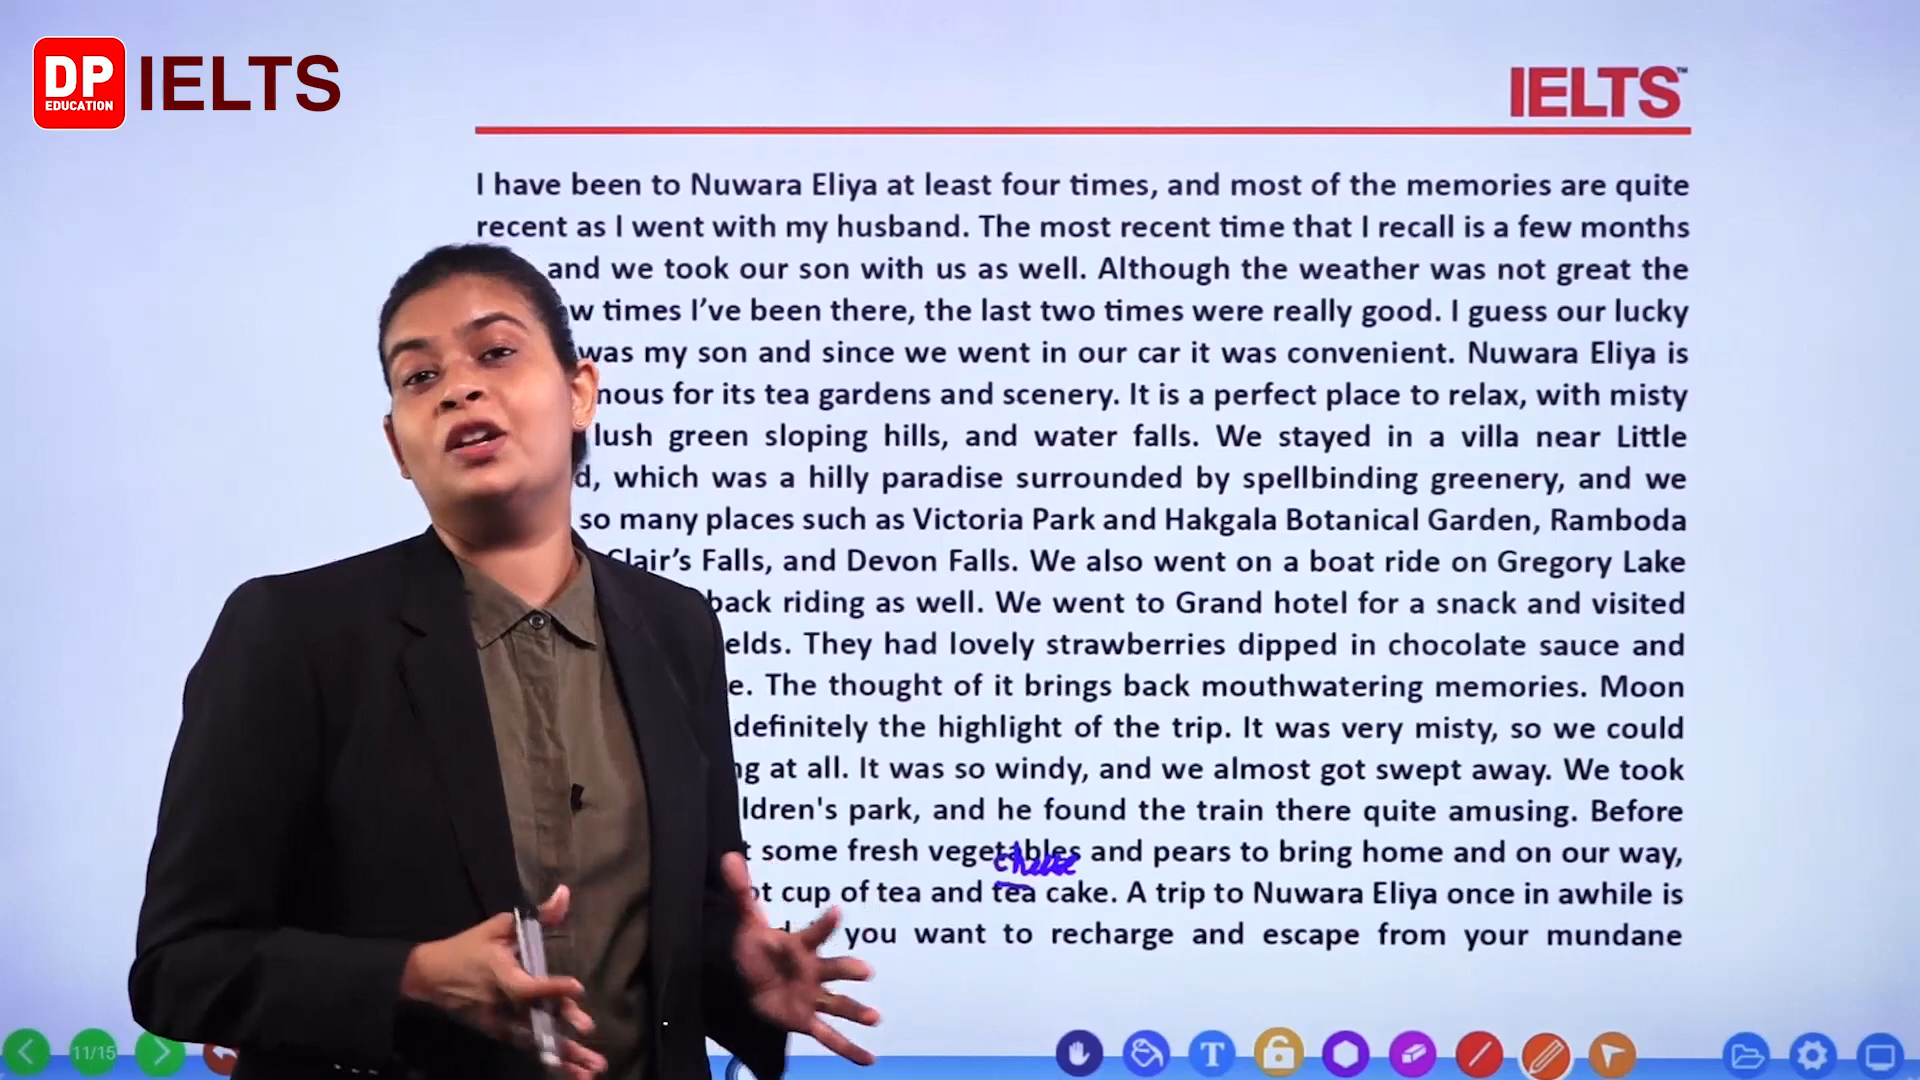 DP
EDUCATION
IELTS
IELTS™
I have been to Nuwara Eliya at least four times, and most of the memories are quite
recent as I went with my husband. The most recent time that I recall is a few months
and we took our son with us as well. Although the weather was not great the
times I’ve been there, the last two times were really good. I guess our lucky
was my son and since we went in our car it was convenient. Nuwara Eliya is
for its tea gardens and scenery. It is a perfect place to relax, with misty
lush green sloping hills, and water falls. We stayed in a villa near Little
which was a hilly paradise surrounded by spellbinding greenery, and we
so many places such as Victoria Park and Hakgala Botanical Garden, Ramboda
Clair’s Falls, and Devon Falls. We also went on a boat ride on Gregory Lake
back riding as well. We went to Grand hotel for a snack and visited
They had lovely strawberries dipped in chocolate sauce and
The thought of it brings back mouthwatering memories. Moon
definitely the highlight of the trip. It was very misty, so we could
at all. It was so windy, and we almost got swept away. We took
park, and he found the train there quite amusing. Before
some fresh vegetables and pears to bring home and on our way,
cheese
cup of tea and tea cake. A trip to Nuwara Eliya once in awhile is
you want to recharge and escape from your mundane
11/15
T